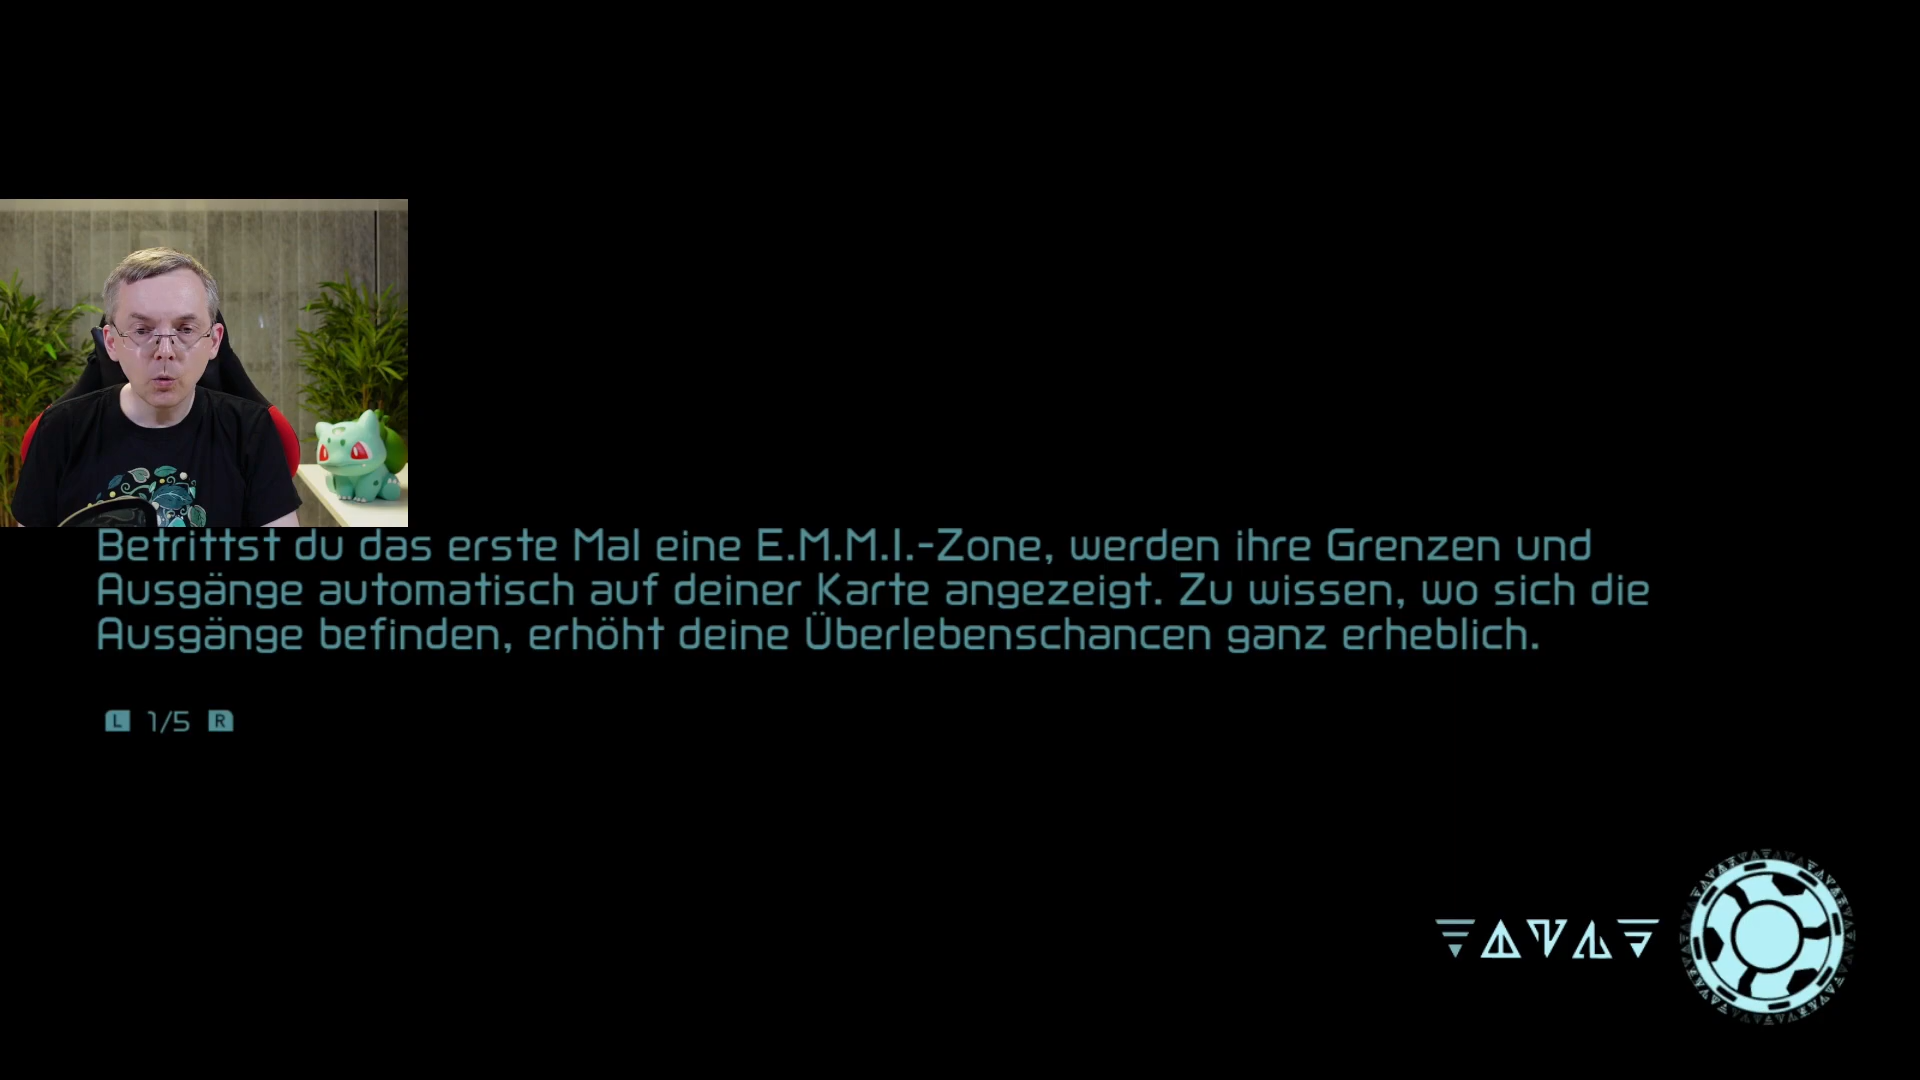 Betrittst du das erste Mal eine E.M.M.I.-Zone, werden ihre Grenzen und
Ausgänge automatisch auf deiner Karte angezeigt. Zu wissen, wo sich die
Ausgänge befinden, erhöht deine Überlebenschancen ganz erheblich.
L 1/5 R